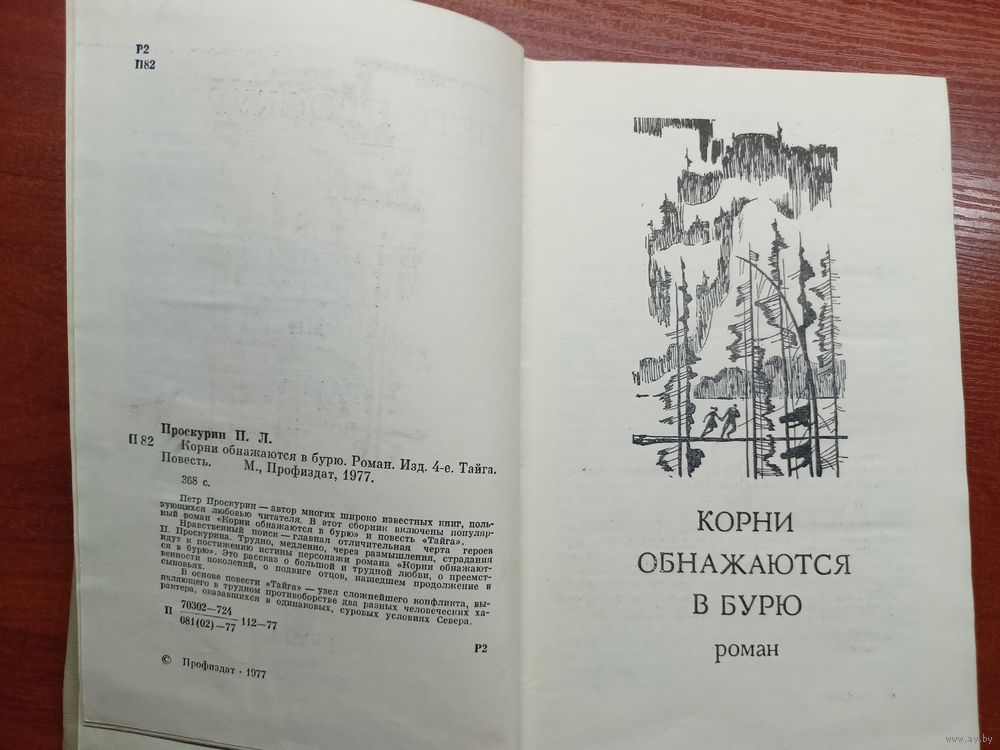 Р2
П82
Проскурин П. Л.
П 82 Корни обнажаются в бурю. Роман. Изд. 4-е. Тайга.
Повесть. М., Профиздат, 1977.
368 с.
Петр Проскурин — автор многих широко известных книг, поль-
зующихся любовью читателя. В этот сборник включены популяр-
ный роман «Корни обнажаются в бурю» и повесть «Тайга».
Нравственный поиск — главная отличительная черта героев
П. Проскурина. Трудно, медленно, через размышления, страдания
идут к постижению истины персонажи романа «Корни обнажают-
ся в бурю». Это рассказ о большой и трудной любви, о преемст-
венности поколений, о подвиге отцов, нашедшем продолжение в
сыновьях.
В основе повести «Тайга» — узел сложнейшего конфликта, вы-
являющего в трудном противоборстве два разных человеческих ха-
рактера, оказавшихся в одинаковых, суровых условиях Севера.
П 70302—724
081(02)—77 112—77
Р2
© Профиздат · 1977
КОРНИ
ОБНАЖАЮТСЯ
В БУРЮ
роман
www.ay.by